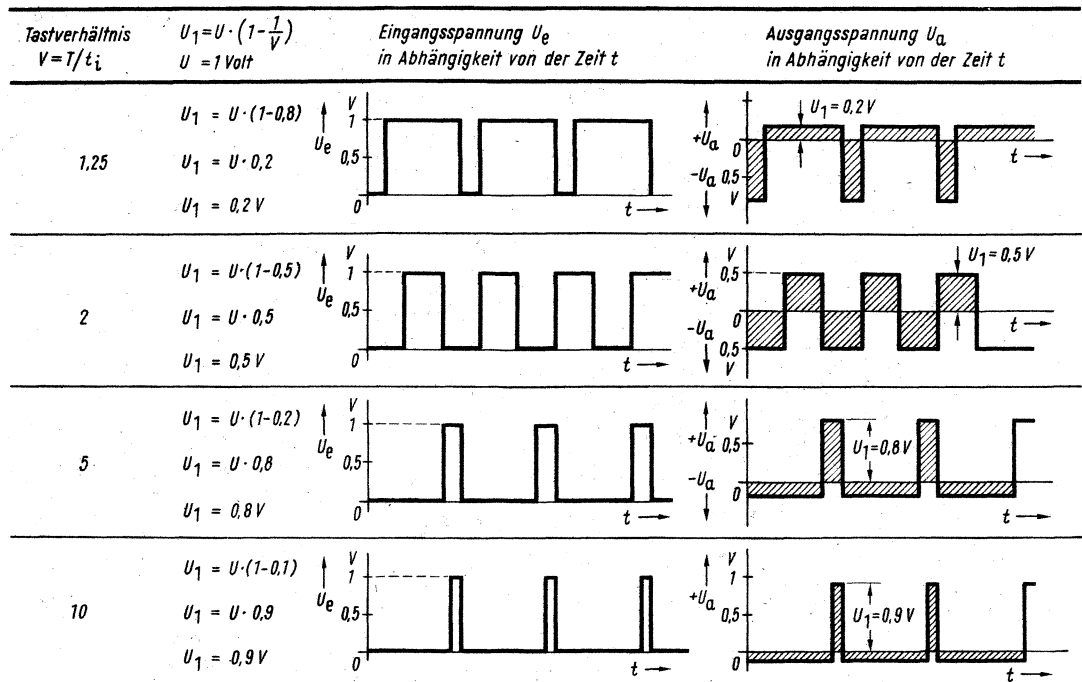 Tastverhältnis
V = T/tᵢ
U₁ = U · (1 - 1/V)
U = 1 Volt
Eingangsspannung Uₑ
in Abhängigkeit von der Zeit t
Ausgangsspannung Uₐ
in Abhängigkeit von der Zeit t
1,25
U₁ = U · (1-0,8)
U₁ = U · 0,2
U₁ = 0,2 V
V
1
Uₑ
0,5
0
t
U₁ = 0,2 V
+Uₐ
0
-Uₐ
0,5
V
t
2
U₁ = U · (1-0,5)
U₁ = U · 0,5
U₁ = 0,5 V
V
1
Uₑ
0,5
0
t
V
0,5
U₁ = 0,5 V
+Uₐ
0
-Uₐ
0,5
V
t
5
U₁ = U · (1-0,2)
U₁ = U · 0,8
U₁ = 0,8 V
V
1
Uₑ
0,5
0
t
V
+Uₐ
0,5
U₁ = 0,8 V
-Uₐ
0
t
10
U₁ = U · (1-0,1)
U₁ = U · 0,9
U₁ = 0,9 V
V
1
Uₑ
0,5
0
t
V
1
+Uₐ
0,5
U₁ = 0,9 V
0
t